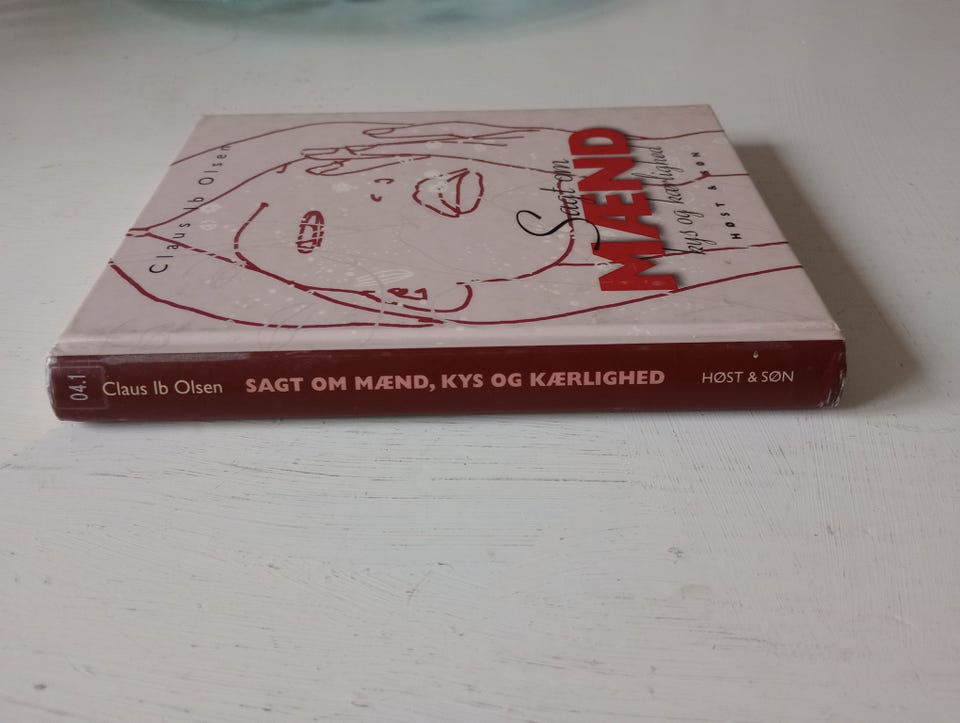 Claus Ib Olsen
Sagt om
MÆND
kys og kærlighed
HØST & SØN
04.1
Claus Ib Olsen SAGT OM MÆND, KYS OG KÆRLIGHED HØST & SØN